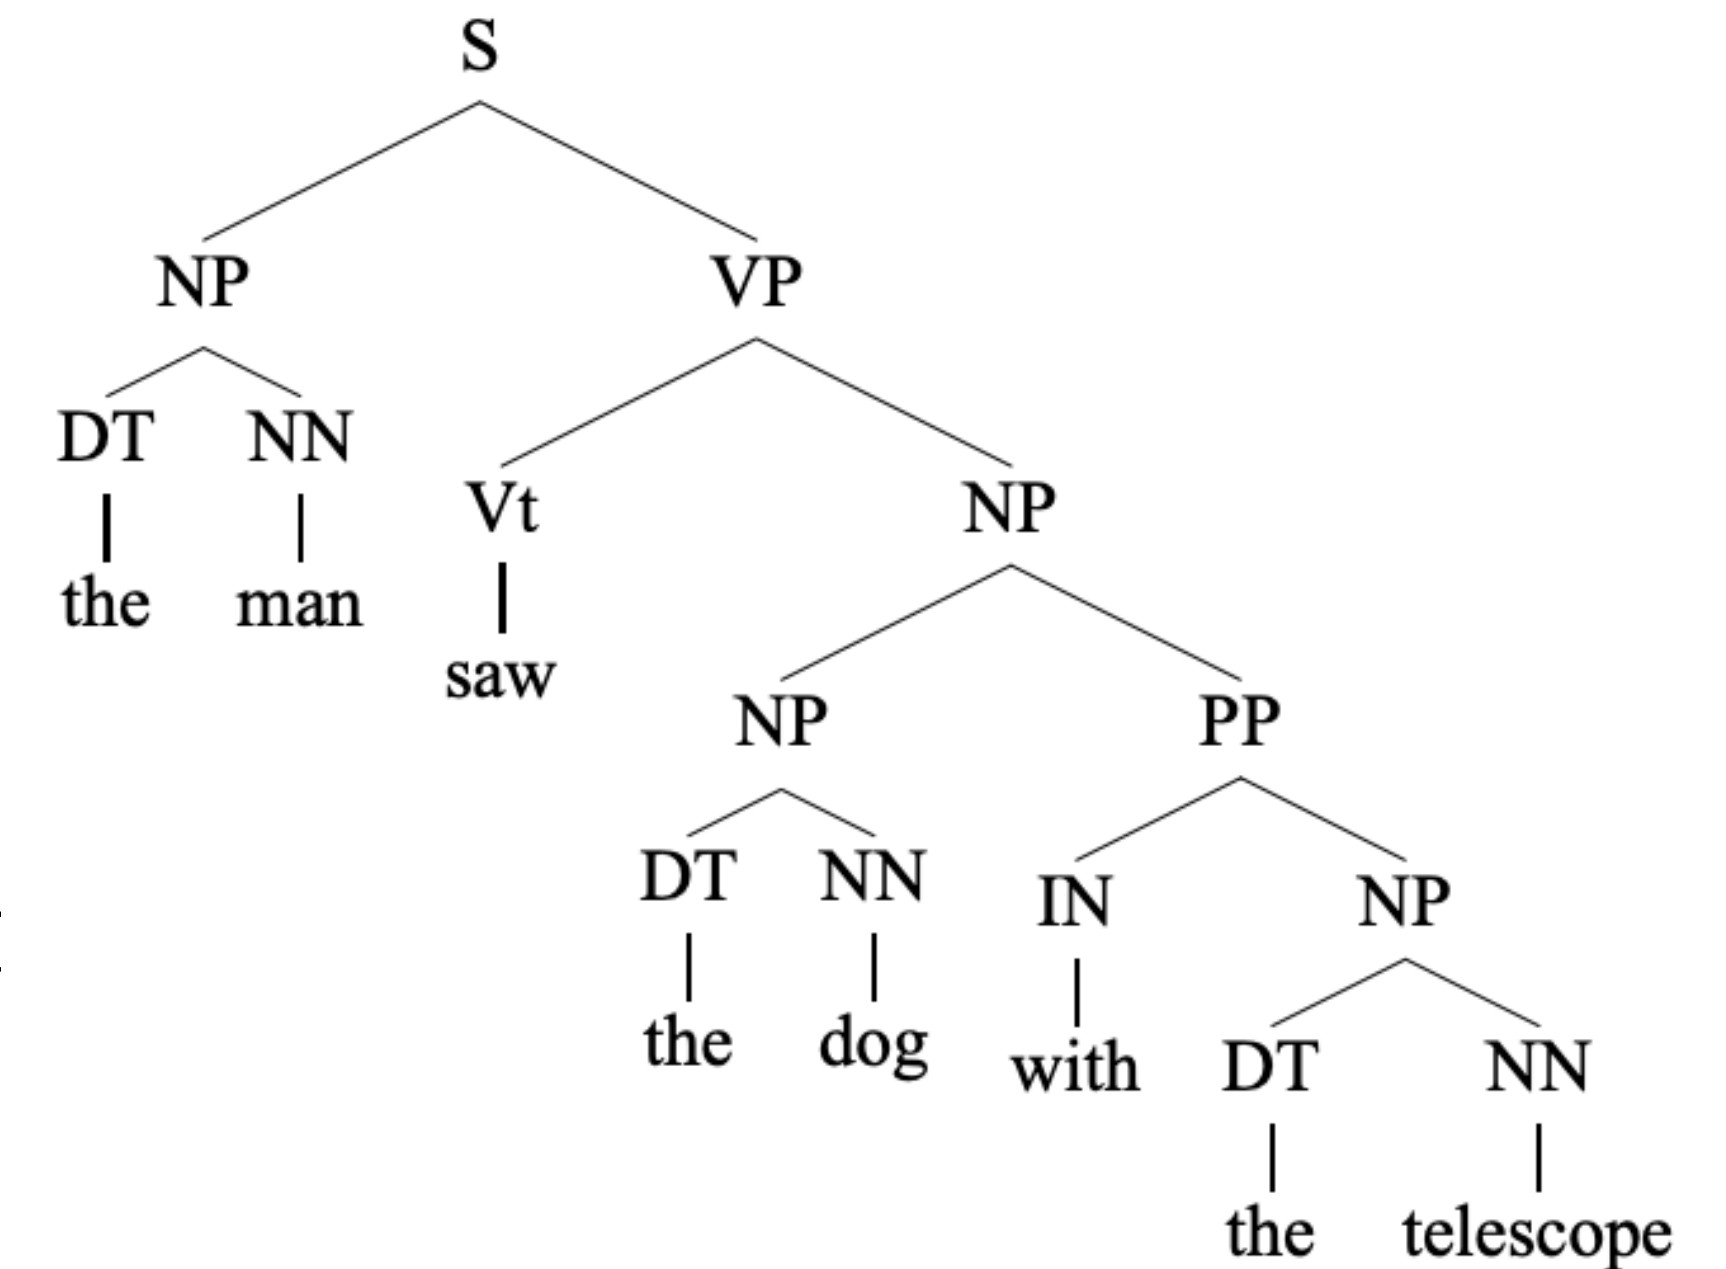 S
NP VP
DT NN
Vt NP
the man
saw
NP PP
DT NN IN NP
the dog with DT NN
the telescope